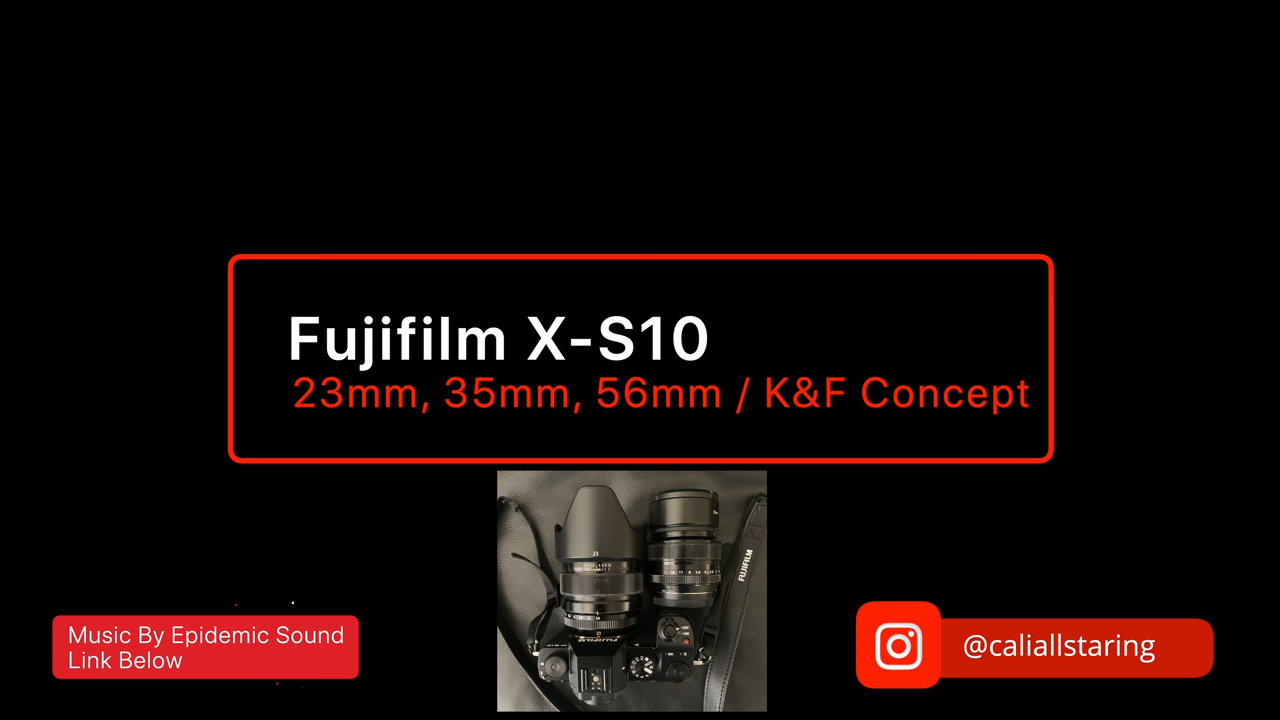 Fujifilm X-S10
23mm, 35mm, 56mm / K&F Concept
23
FUJIFILM
Music By Epidemic Sound
Link Below
@caliallstaring